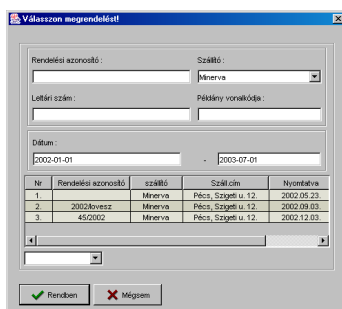 Válasszon megrendelést!
Rendelési azonosító :
Szállító :
Minerva
Leltári szám :
Példány vonalkódja :
Dátum :
2002-01-01 - 2003-07-01
Nr Rendelési azonosító szállító Száll.cím Nyomtatva
1. Minerva Pécs, Szigeti u. 12. 2002.05.23.
2. 2002/lovesz Minerva Pécs, Szigeti u. 12. 2002.09.03.
3. 45/2002 Minerva Pécs, Szigeti u. 12. 2002.12.03.
Rendben Mégsem